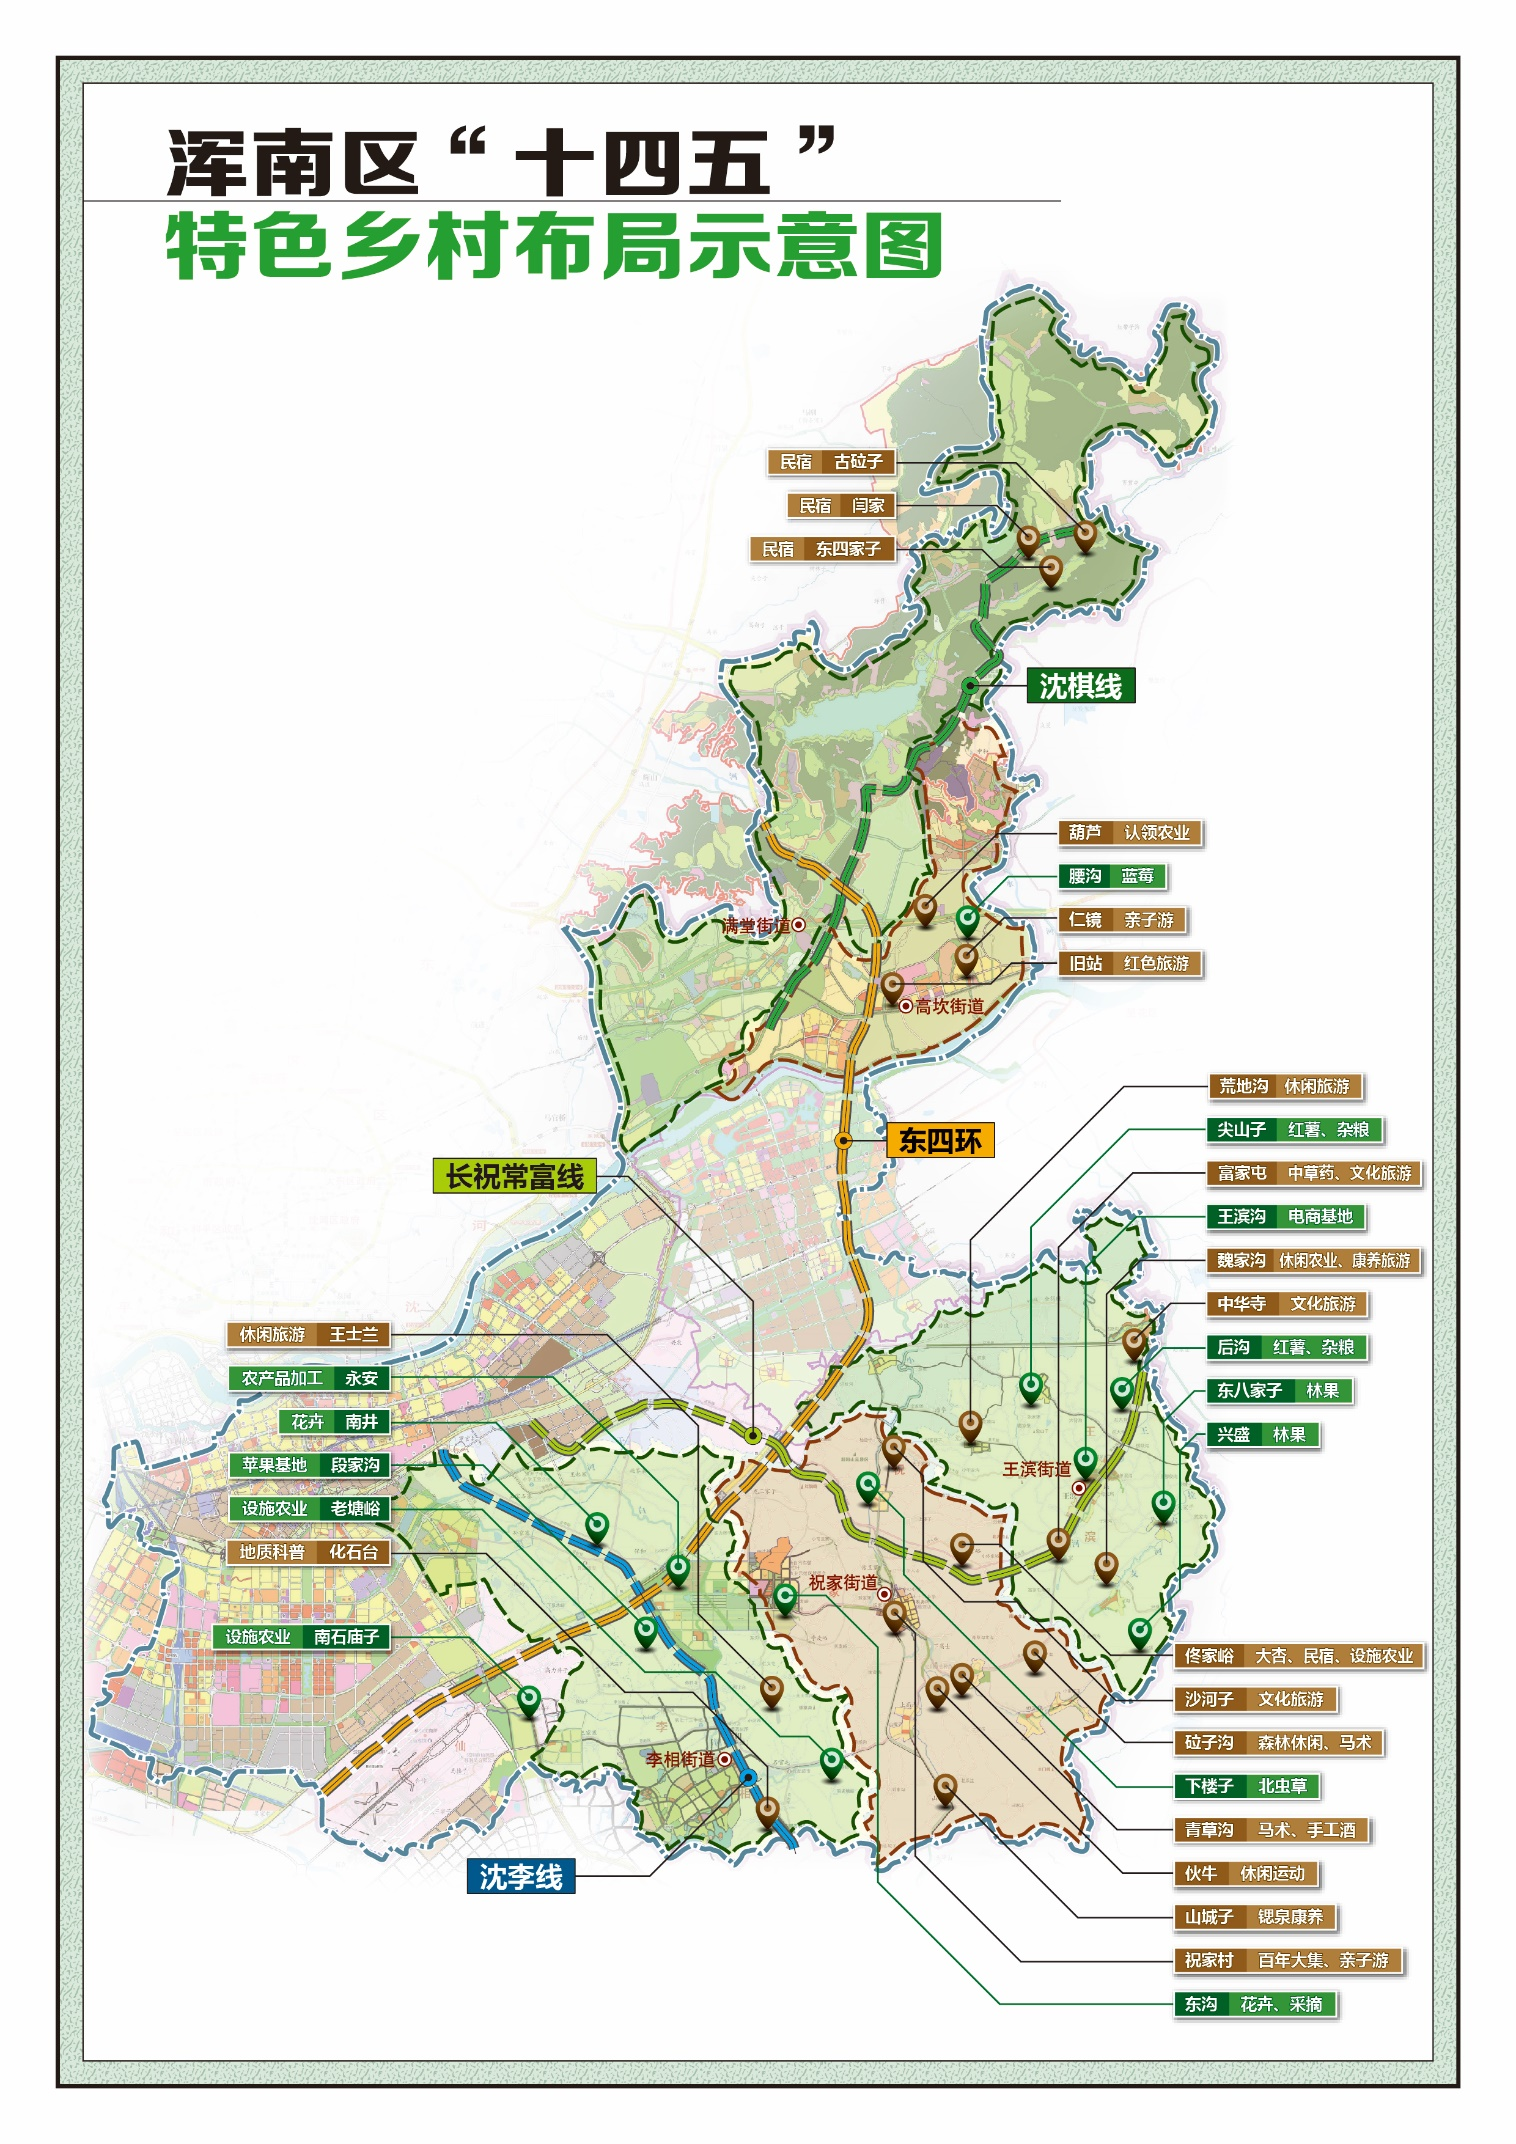 浑南区“十四五”
特色乡村布局示意图
民宿 古砬子
民宿 闫家
民宿 东四家子
沈棋线
葫芦 认领农业
腰沟 蓝莓
仁镜 亲子游
旧站 红色旅游
满堂街道
高坎街道
荒地沟 休闲旅游
尖山子 红薯、杂粮
东四环
长祝常富线
富家屯 中草药、文化旅游
王滨沟 电商基地
魏家沟 休闲农业、康养旅游
中华寺 文化旅游
后沟 红薯、杂粮
东八家子 林果
兴盛 林果
休闲旅游 王士兰
农产品加工 永安
花卉 南井
苹果基地 段家沟
设施农业 老塘峪
地质科普 化石台
设施农业 南石庙子
王滨街道
祝家街道
李相街道
佟家峪 大杏、民宿、设施农业
沙河子 文化旅游
砬子沟 森林休闲、马术
下楼子 北虫草
青草沟 马术、手工酒
伙牛 休闲运动
沈李线
山城子 锶泉康养
祝家村 百年大集、亲子游
东沟 花卉、采摘